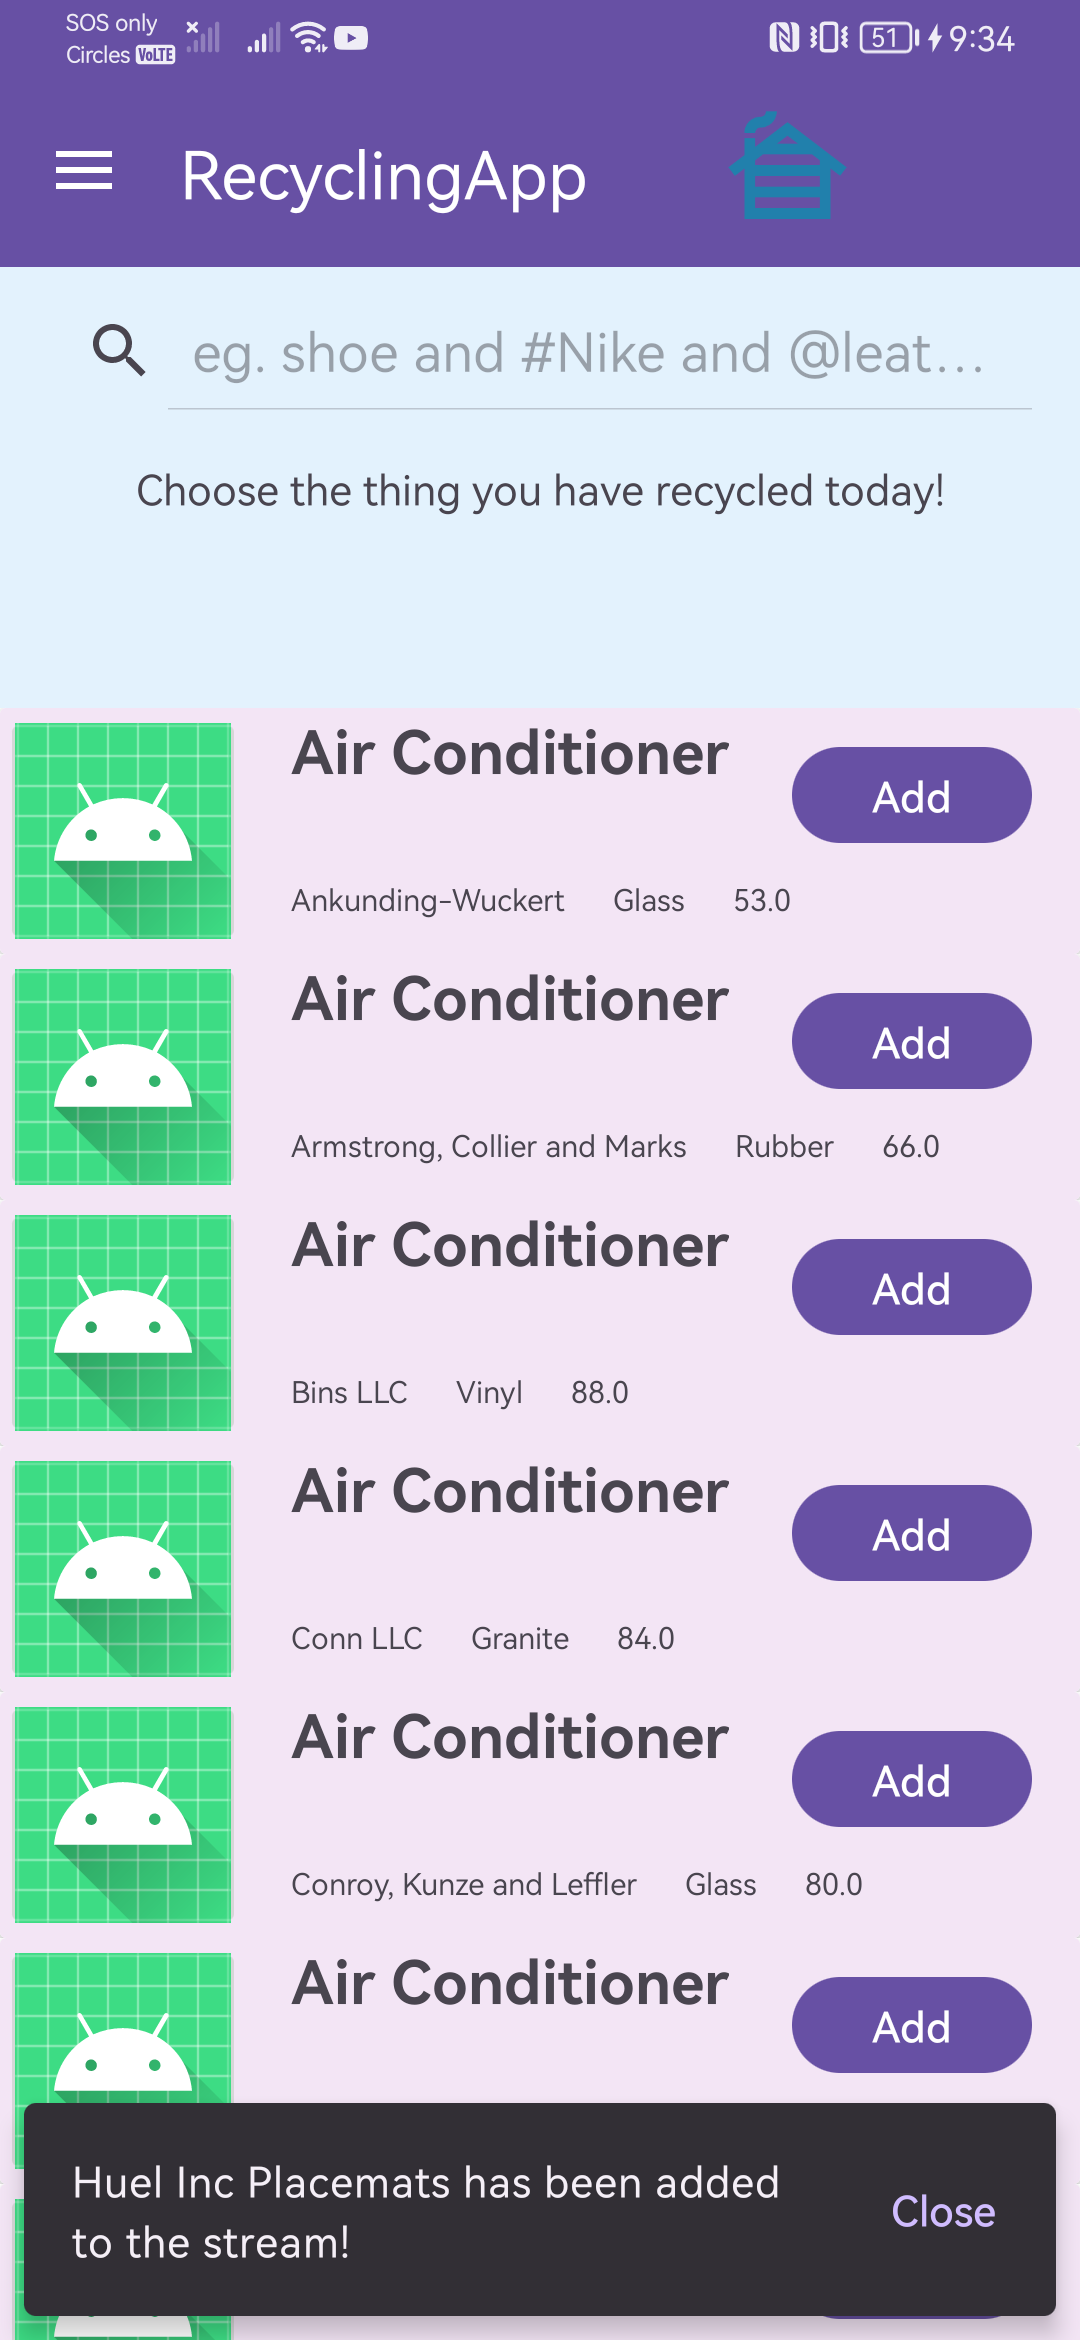 SOS only
Circles VoLTE
51 9:34
RecyclingApp
eg. shoe and #Nike and @leat...
Choose the thing you have recycled today!
Air Conditioner
Add
Ankunding-Wuckert Glass 53.0
Air Conditioner
Add
Armstrong, Collier and Marks Rubber 66.0
Air Conditioner
Add
Bins LLC Vinyl 88.0
Air Conditioner
Add
Conn LLC Granite 84.0
Air Conditioner
Add
Conroy, Kunze and Leffler Glass 80.0
Air Conditioner
Add
Huel Inc Placemats has been added
to the stream!
Close